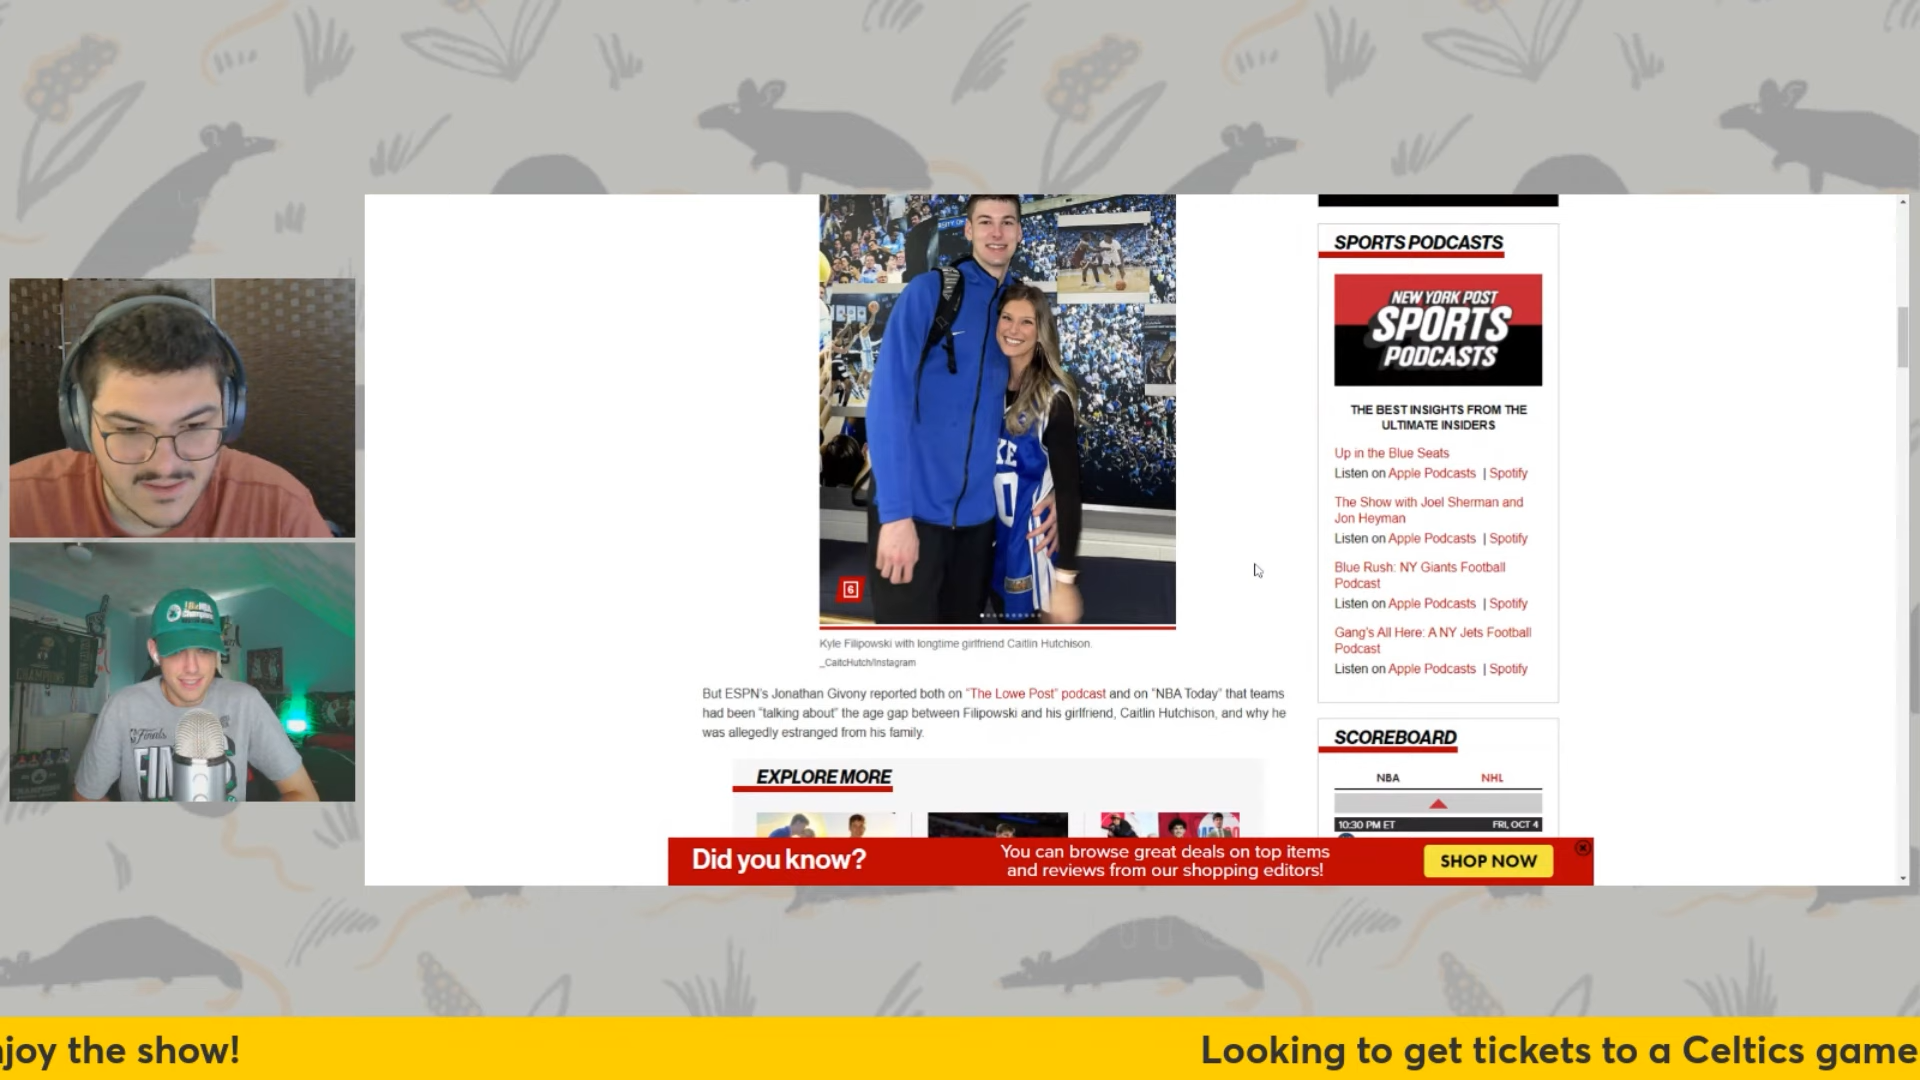 KE
0
6
Kyle Filipowski with longtime girlfriend Caitlin Hutchison.
_CaitcHutch/Instagram
But ESPN's Jonathan Givony reported both on "The Lowe Post" podcast and on "NBA Today" that teams
had been "talking about" the age gap between Filipowski and his girlfriend, Caitlin Hutchison, and why he
was allegedly estranged from his family.
EXPLORE MORE
SPORTS PODCASTS
NEW YORK POST
SPORTS
PODCASTS
THE BEST INSIGHTS FROM THE
ULTIMATE INSIDERS
Up in the Blue Seats
Listen on Apple Podcasts | Spotify
The Show with Joel Sherman and
Jon Heyman
Listen on Apple Podcasts | Spotify
Blue Rush: NY Giants Football
Podcast
Listen on Apple Podcasts | Spotify
Gang's All Here: A NY Jets Football
Podcast
Listen on Apple Podcasts | Spotify
SCOREBOARD
NBA NHL
10:30 PM ET FRI, OCT 4
Did you know?
You can browse great deals on top items
and reviews from our shopping editors!
SHOP NOW
Finals
FIN
CHAMPIONS
njoy the show! Looking to get tickets to a Celtics game